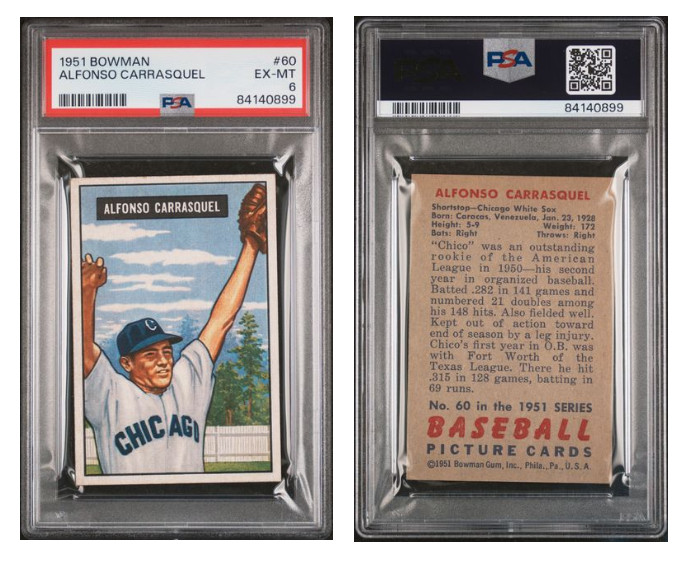 1951 BOWMAN #60
ALFONSO CARRASQUEL EX-MT
6
PSA 84140899
ALFONSO CARRASQUEL
C
CHICAGO
PSA
84140899
ALFONSO CARRASQUEL
Shortstop—Chicago White Sox
Born: Caracas, Venezuela, Jan. 23, 1928
Height: 5-9 Weight: 172
Bats: Right Throws: Right
"Chico" was an outstanding
rookie of the American
League in 1950—his second
year in organized baseball.
Batted .282 in 141 games and
numbered 21 doubles among
his 148 hits. Also fielded well.
Kept out of action toward
end of season by a leg injury.
Chico's first year in O.B. was
with Fort Worth of the
Texas League. There he hit
.315 in 128 games, batting in
69 runs.
No. 60 in the 1951 SERIES
BASEBALL
PICTURE CARDS
©1951 Bowman Gum, Inc., Phila., Pa., U. S. A.